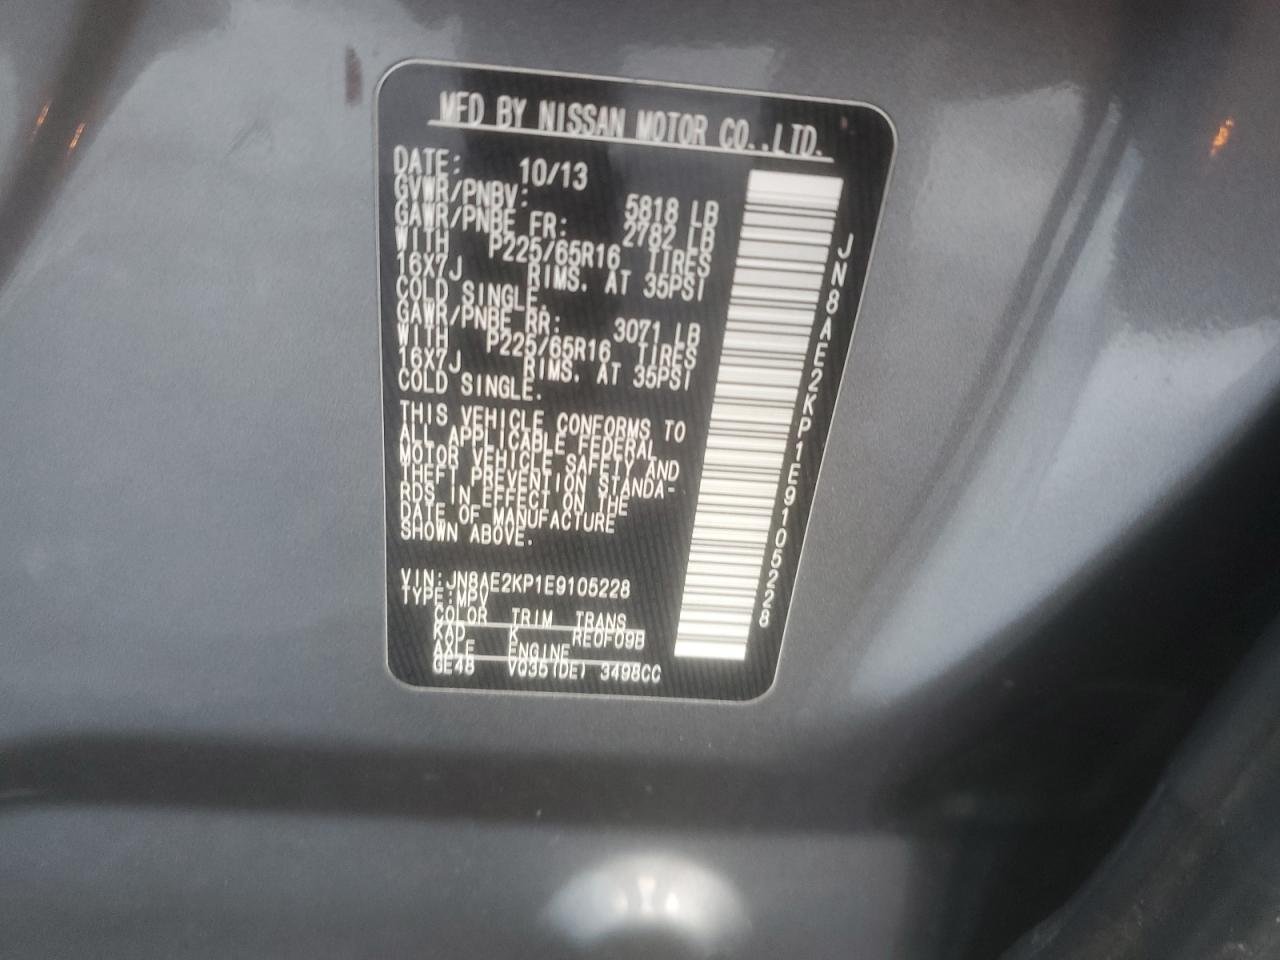 MFD BY NISSAN MOTOR CO.,LTD.
DATE: 10/13
GVWR/PNBV: 5818 LB
GAWR/PNBE FR: 2782 LB
WITH P225/65R16 TIRES
16X7J RIMS. AT 35PSI
COLD SINGLE.
GAWR/PNBE RR: 3071 LB
WITH P225/65R16 TIRES
16X7J RIMS. AT 35PSI
COLD SINGLE.
THIS VEHICLE CONFORMS TO
ALL APPLICABLE FEDERAL
MOTOR VEHICLE SAFETY AND
THEFT PREVENTION STANDA-
RDS IN EFFECT ON THE
DATE OF MANUFACTURE
SHOWN ABOVE.
VIN:JN8AE2KP1E9105228
TYPE:MPV
COLOR TRIM TRANS
KAD K RE0F09B
AXLE ENGINE
GE48 VQ35(DE) 3498CC
JN8AE2KP1E9105228